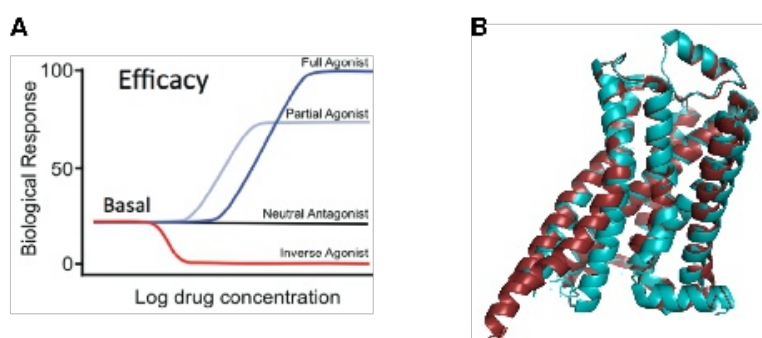 A
B
Efficacy
Full Agonist
100
Partial Agonist
Biological Response
50
Basal
Neutral Antagonist
Inverse Agonist
0
Log drug concentration